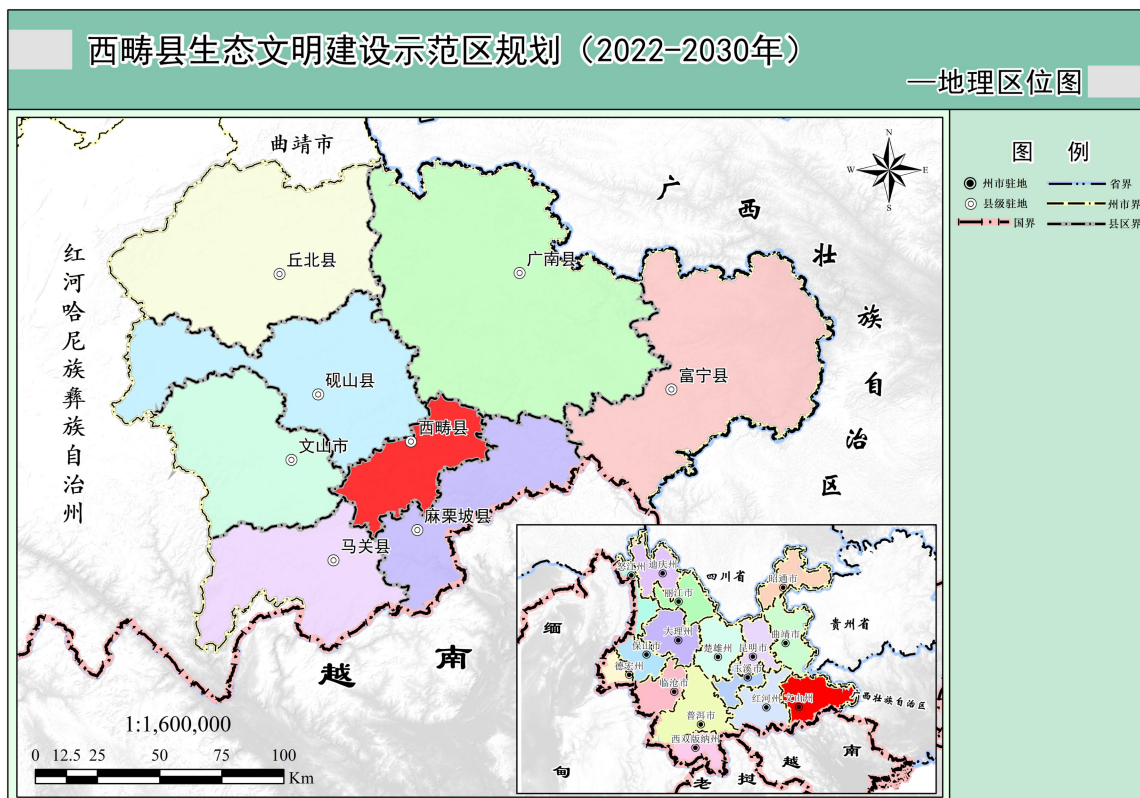 西畴县生态文明建设示范区规划（2022-2030年）
—地理区位图
图 例
州市驻地
省界
县级驻地
州市界
国界
县区界
N
W
E
S
曲靖市
广西壮族自治区
红河哈尼族彝族自治州
丘北县
广南县
砚山县
富宁县
西畴县
文山市
麻栗坡县
马关县
越南
1:1,600,000
0 12.5 25 50 75 100
Km
怒江州
迪庆州
四川省
昭通市
丽江市
缅甸
大理州
贵州省
保山市
楚雄州
昆明市
曲靖市
德宏州
玉溪市
临沧市
红河州
文山州
广西壮族自治区
普洱市
西双版纳州
老挝
越南